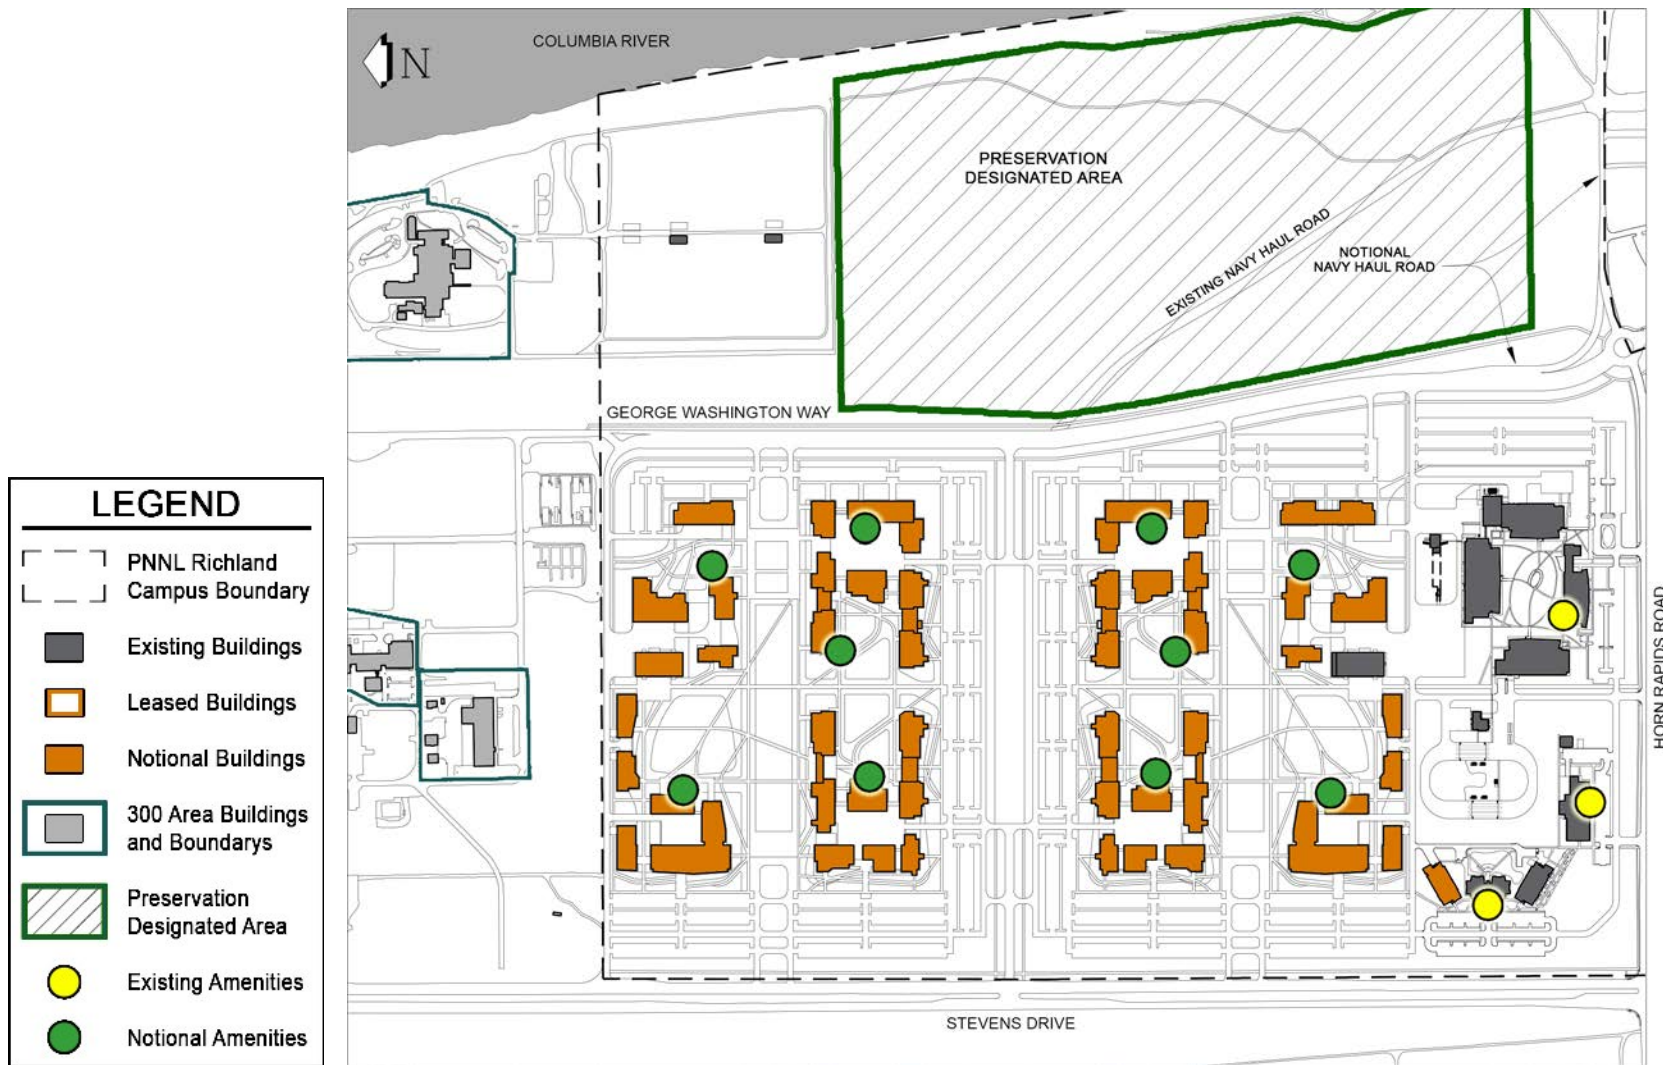 COLUMBIA RIVER
N
PRESERVATION
DESIGNATED AREA
EXISTING NAVY HAUL ROAD
NOTIONAL
NAVY HAUL ROAD
GEORGE WASHINGTON WAY
HORN RAPIDS ROAD
STEVENS DRIVE
LEGEND
PNNL Richland
Campus Boundary
Existing Buildings
Leased Buildings
Notional Buildings
300 Area Buildings
and Boundarys
Preservation
Designated Area
Existing Amenities
Notional Amenities